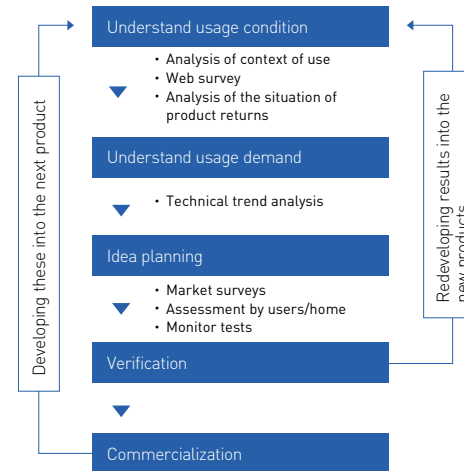 Understand usage condition
・Analysis of context of use
・Web survey
・Analysis of the situation of
product returns
Understand usage demand
・Technical trend analysis
Idea planning
・Market surveys
・Assessment by users/home
・Monitor tests
Verification
Commercialization
Developing these into the next product
Redeveloping results into the
new products